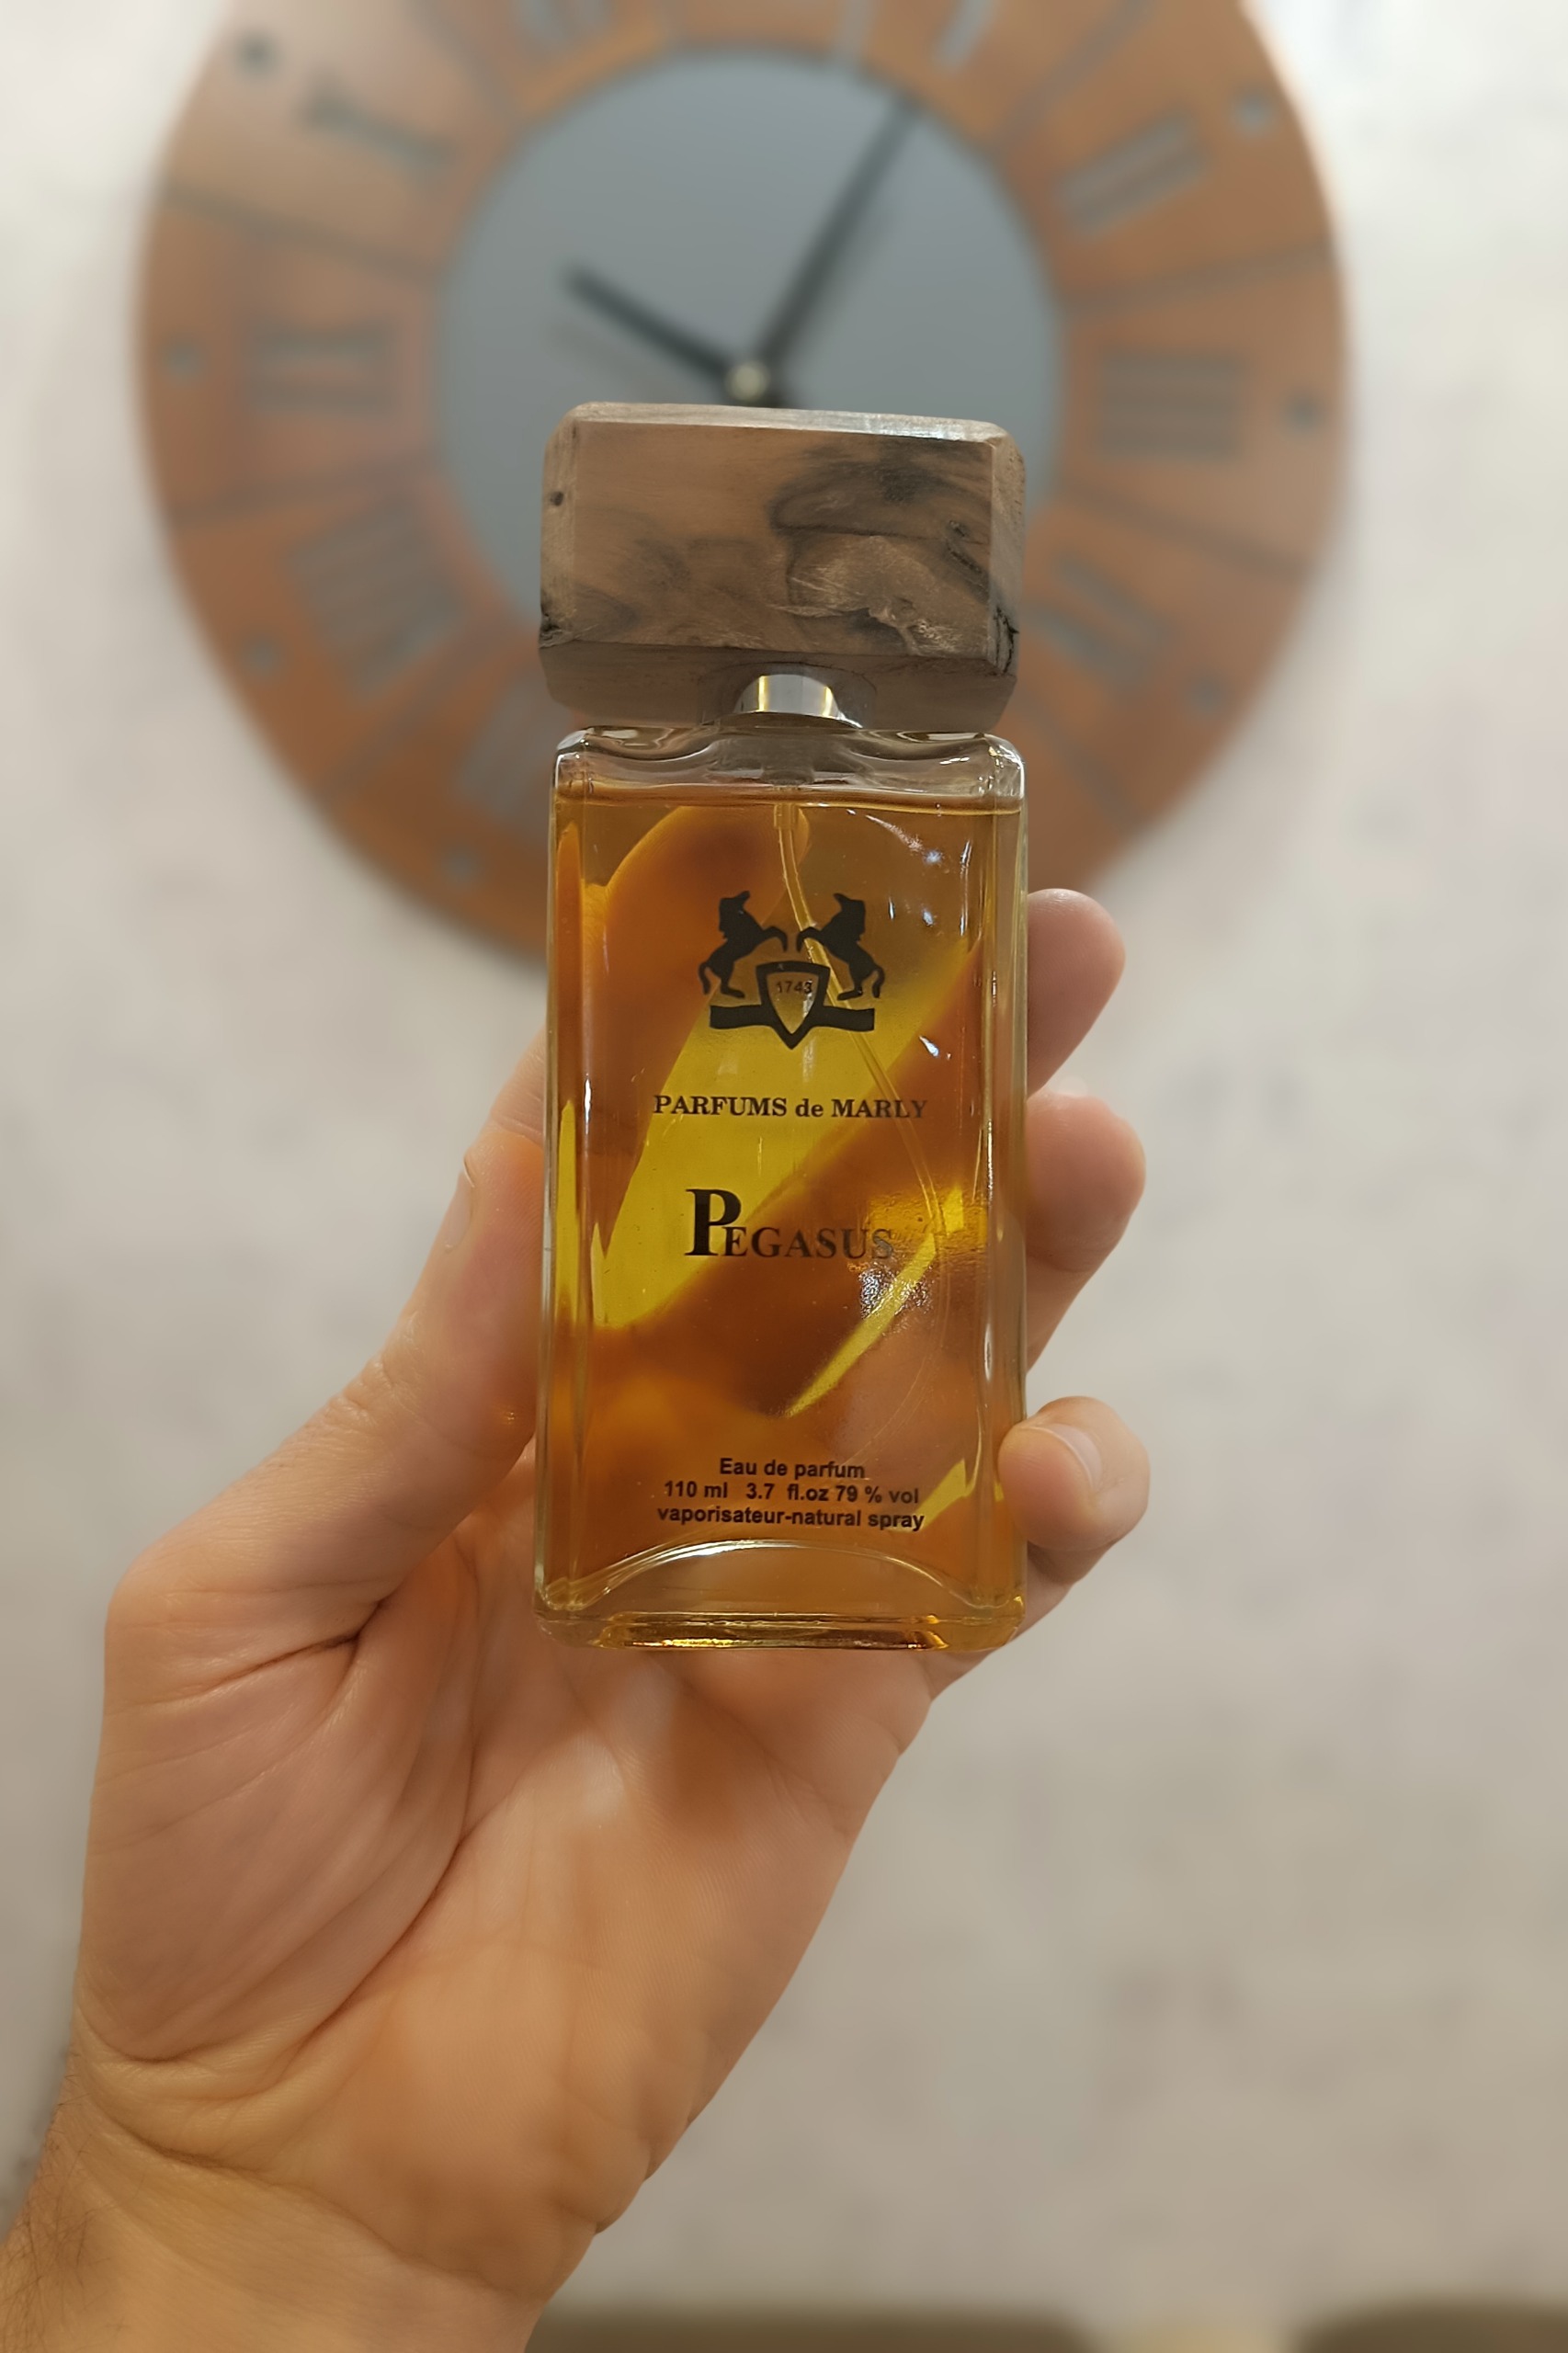 1743
PARFUMS de MARLY
PEGASUS
Eau de parfum
110 ml 3.7 fl.oz 79 % vol
vaporisateur-natural spray